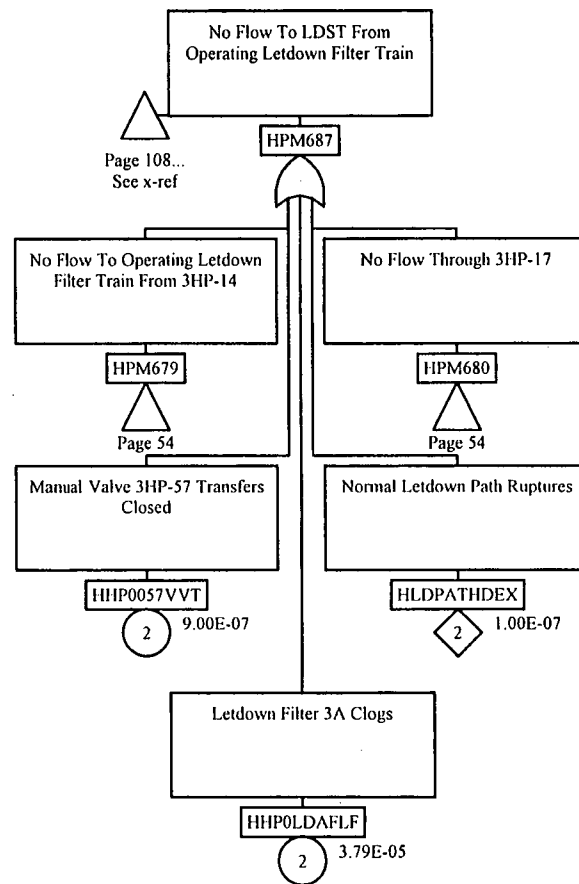 No Flow To LDST From
Operating Letdown Filter Train
HPM687
Page 108...
See x-ref
No Flow To Operating Letdown
Filter Train From 3HP-14
HPM679
Page 54
No Flow Through 3HP-17
HPM680
Page 54
Manual Valve 3HP-57 Transfers
Closed
HHP0057VVT
2
9.00E-07
Normal Letdown Path Ruptures
HLDPATHDEX
2
1.00E-07
Letdown Filter 3A Clogs
HHP0LDAFLF
2
3.79E-05